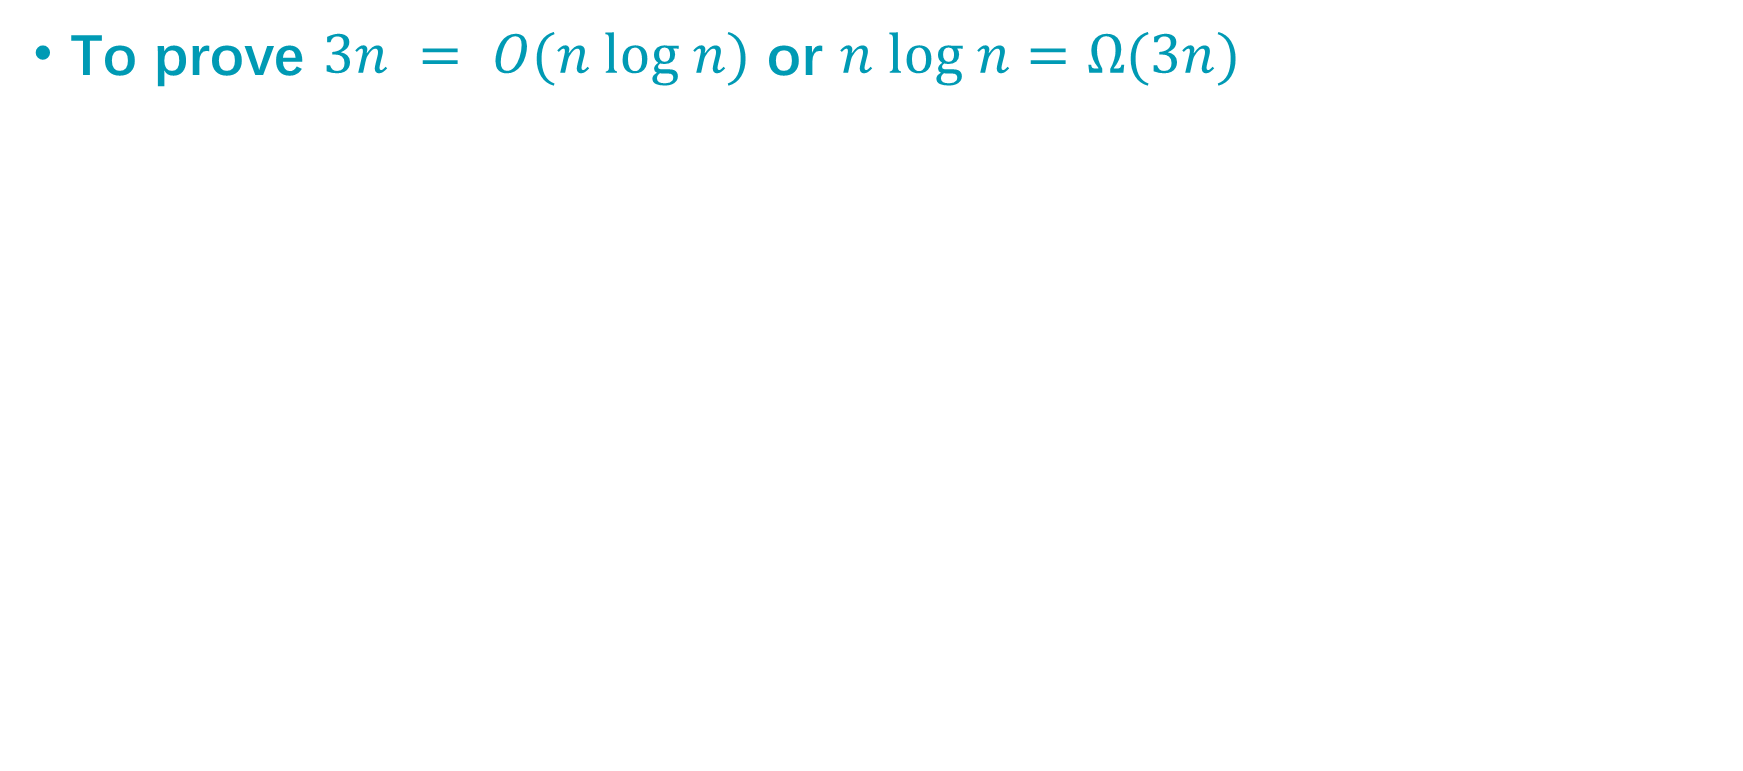 • To prove 3n = O(n log n) or n log n = Ω(3n)